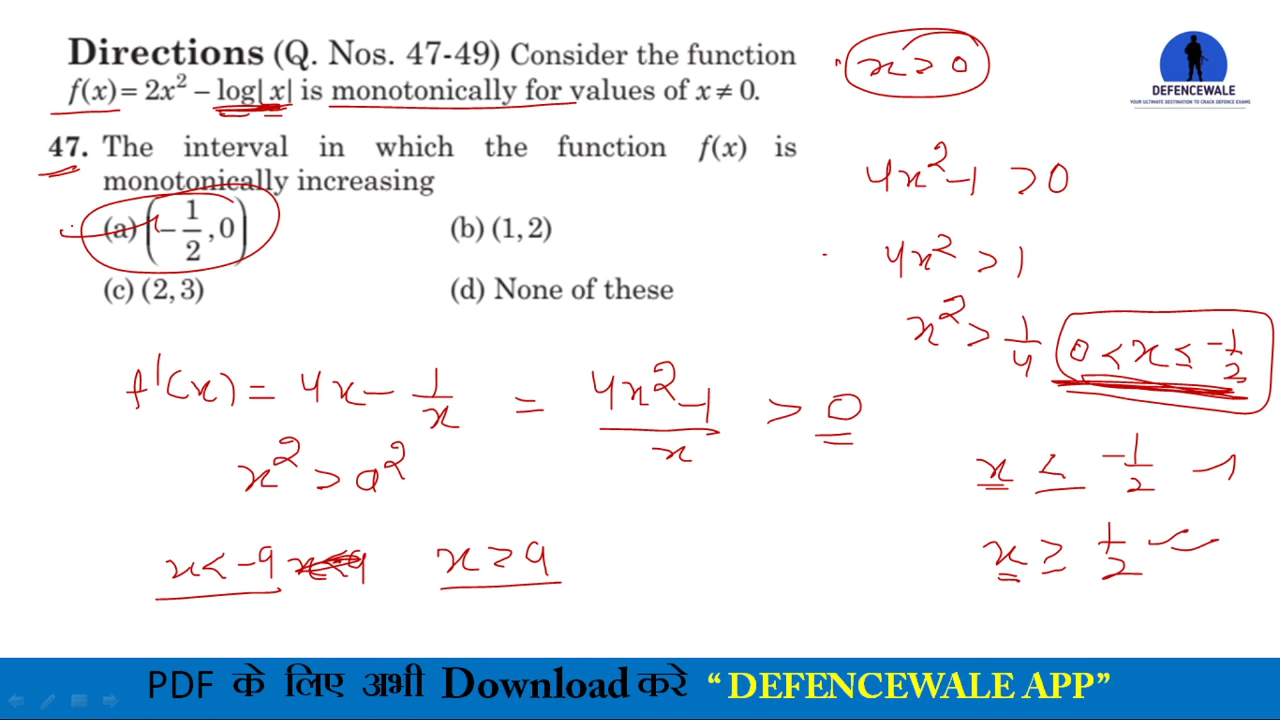 Directions (Q. Nos. 47-49) Consider the function
f(x) = 2x² – log|x| is monotonically for values of x ≠ 0.
47. The interval in which the function f(x) is
monotonically increasing
(a) (–1/2, 0) (b) (1, 2)
(c) (2, 3) (d) None of these
x > 0
DEFENCEWALE
YOUR ULTIMATE DESTINATION TO CRACK DEFENCE EXAMS
4x² - 1 > 0
4x² > 1
x² > 1/4
0 < x ≤ -1/2
f'(x) = 4x - 1/x = (4x² - 1)/x > 0
x² > a²
x ≤ -1/2
x ≥ 1/2
x < -9 x > 9
PDF के लिए अभी Download करे “ DEFENCEWALE APP”